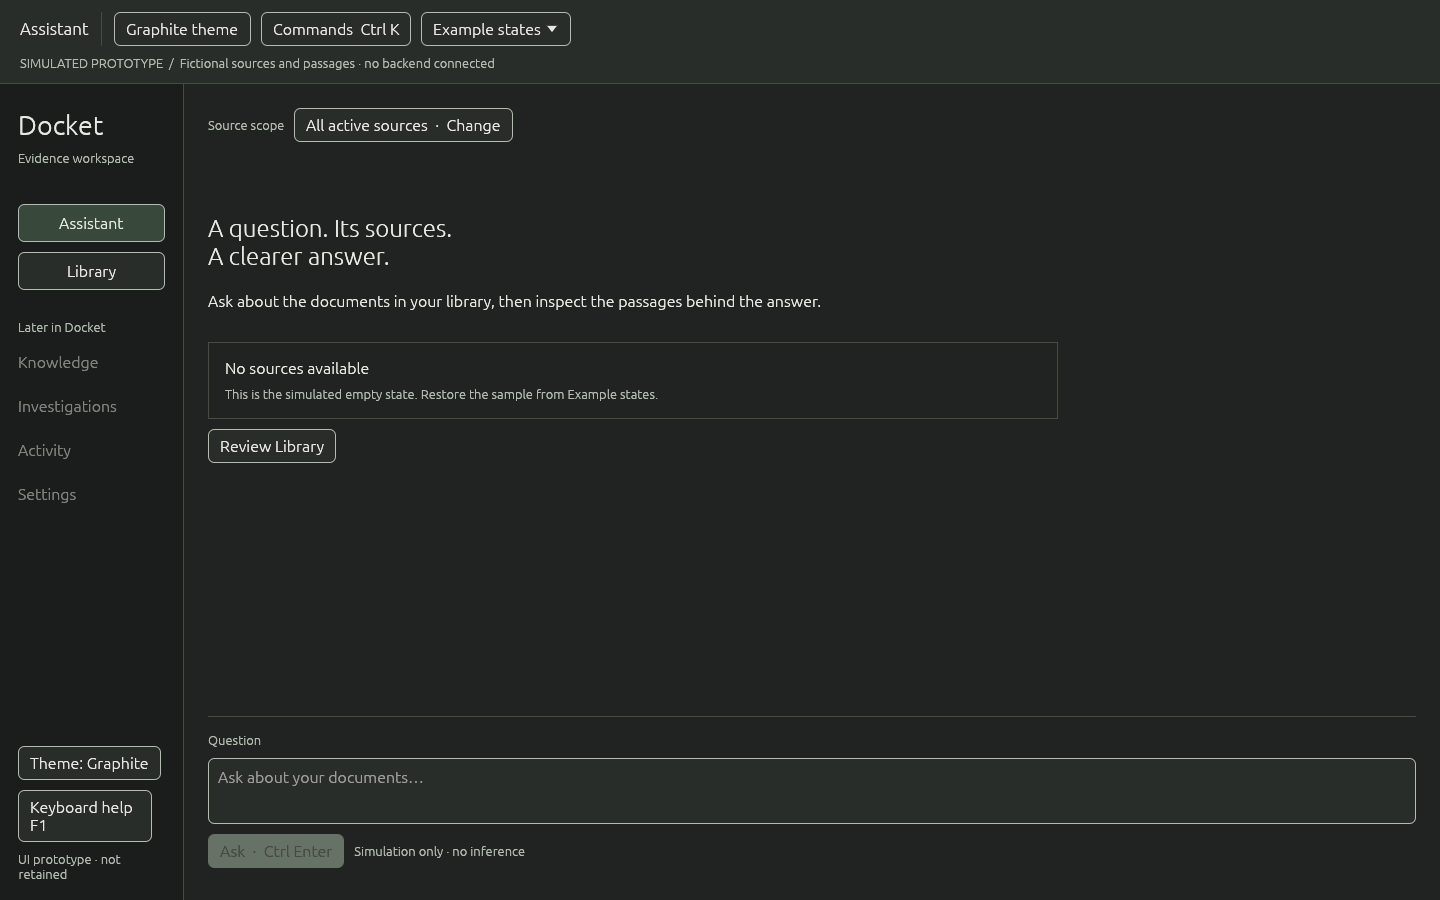 Assistant
Graphite theme
Commands Ctrl K
Example states
SIMULATED PROTOTYPE / Fictional sources and passages · no backend connected
Docket
Evidence workspace
Assistant
Library
Later in Docket
Knowledge
Investigations
Activity
Settings
Theme: Graphite
Keyboard help
F1
UI prototype · not
retained
Source scope
All active sources · Change
A question. Its sources.
A clearer answer.
Ask about the documents in your library, then inspect the passages behind the answer.
No sources available
This is the simulated empty state. Restore the sample from Example states.
Review Library
Question
Ask about your documents…
Ask · Ctrl Enter
Simulation only · no inference